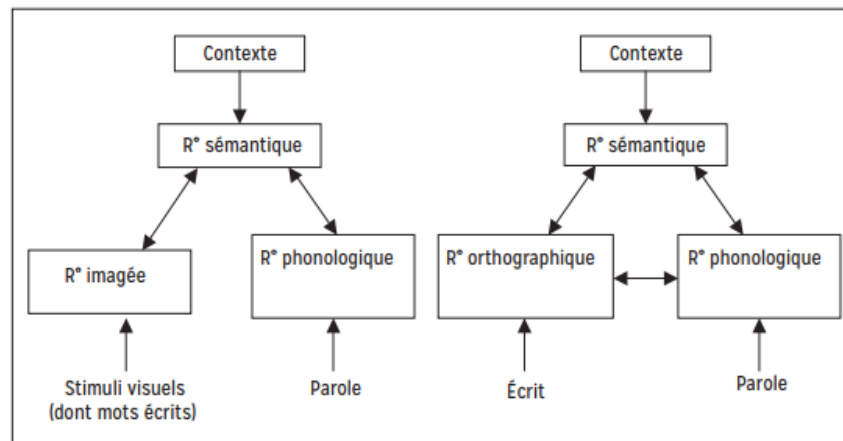 Contexte
Contexte
R° sémantique
R° sémantique
R° imagée
R° phonologique
R° orthographique
R° phonologique
Stimuli visuels
(dont mots écrits)
Parole
Écrit
Parole